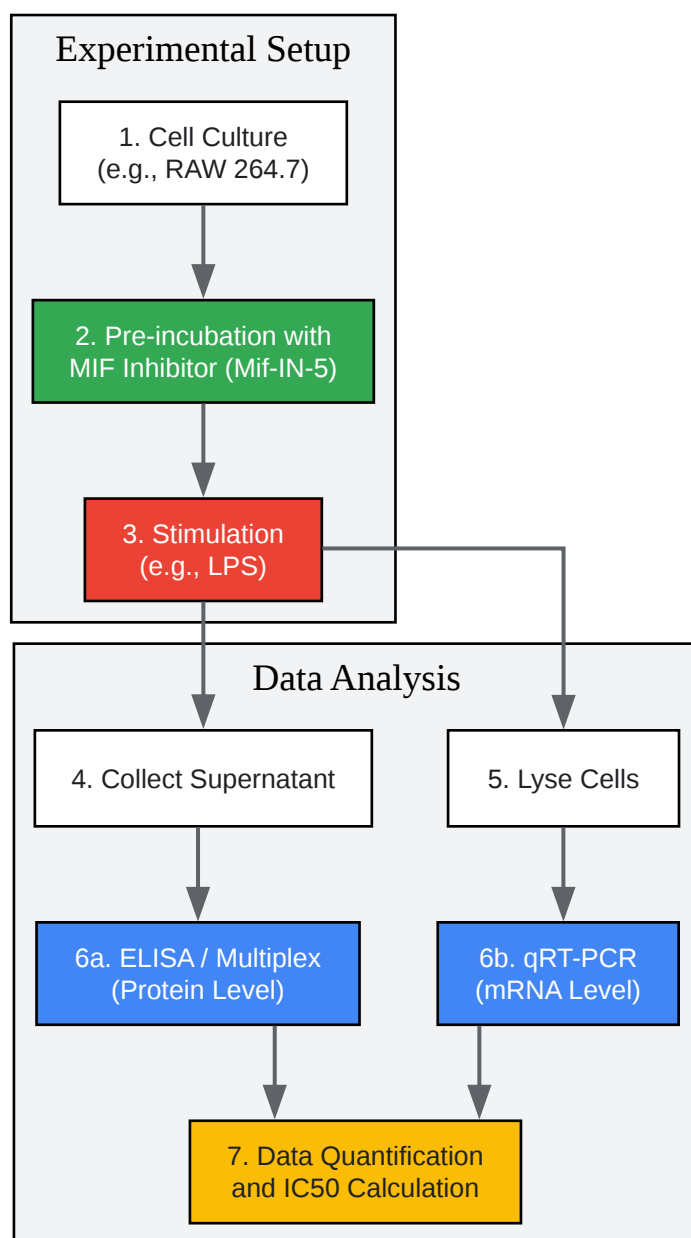 Experimental Setup
1. Cell Culture
(e.g., RAW 264.7)
2. Pre-incubation with
MIF Inhibitor (Mif-IN-5)
3. Stimulation
(e.g., LPS)
Data Analysis
4. Collect Supernatant
5. Lyse Cells
6a. ELISA / Multiplex
(Protein Level)
6b. qRT-PCR
(mRNA Level)
7. Data Quantification
and IC50 Calculation